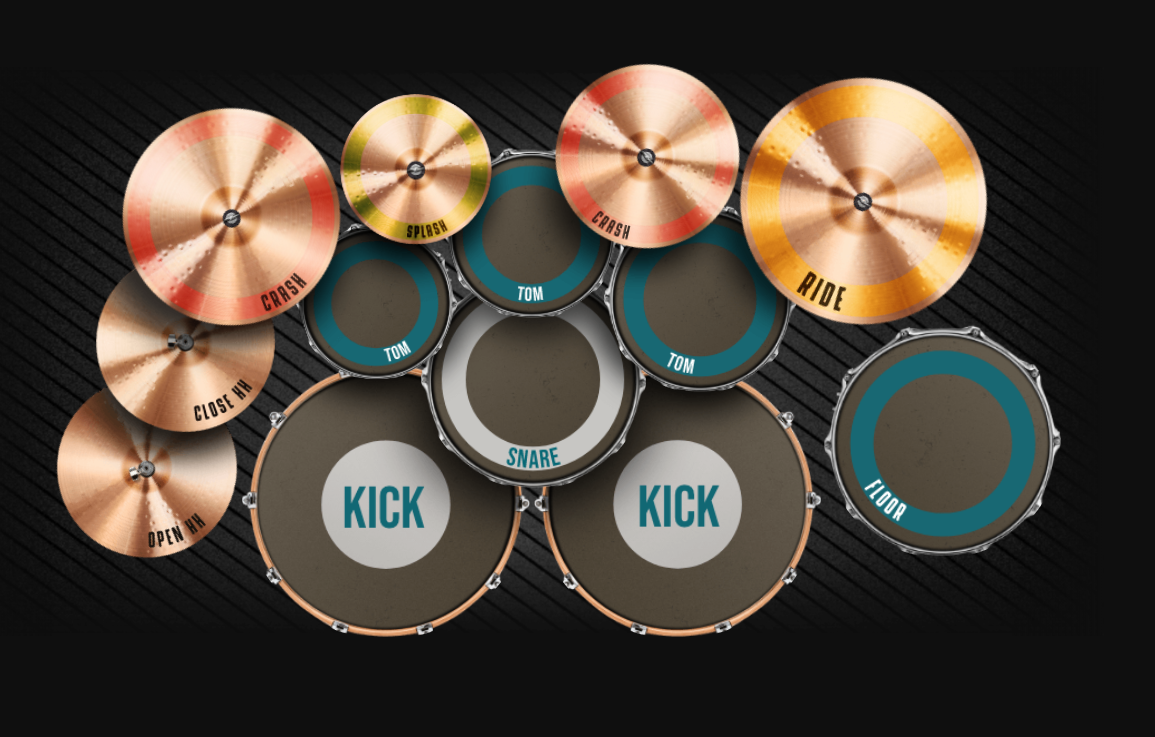 SPLASH
CRASH
CRASH
RIDE
TOM
TOM
TOM
CLOSE HH
SNARE
FLOOR
KICK
KICK
OPEN HH